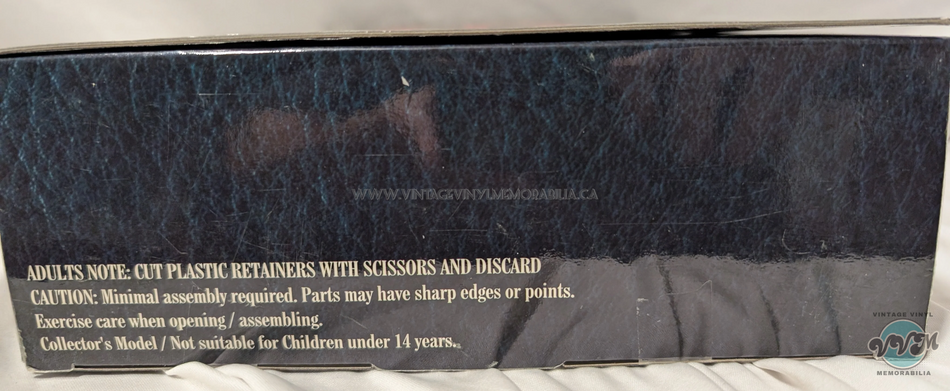 WWW.VINTAGEVINYLMEMORABILIA.CA
ADULTS NOTE: CUT PLASTIC RETAINERS WITH SCISSORS AND DISCARD
CAUTION: Minimal assembly required. Parts may have sharp edges or points.
Exercise care when opening / assembling.
Collector's Model / Not suitable for Children under 14 years.
VINTAGE VINYL
VVM
MEMORABILIA